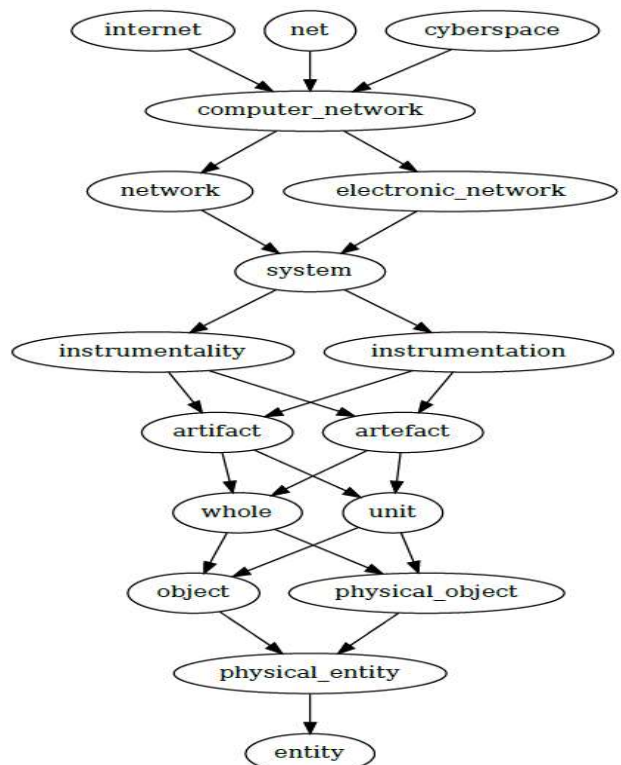 internet net cyberspace
computer_network
network electronic_network
system
instrumentality instrumentation
artifact artefact
whole unit
object physical_object
physical_entity
entity